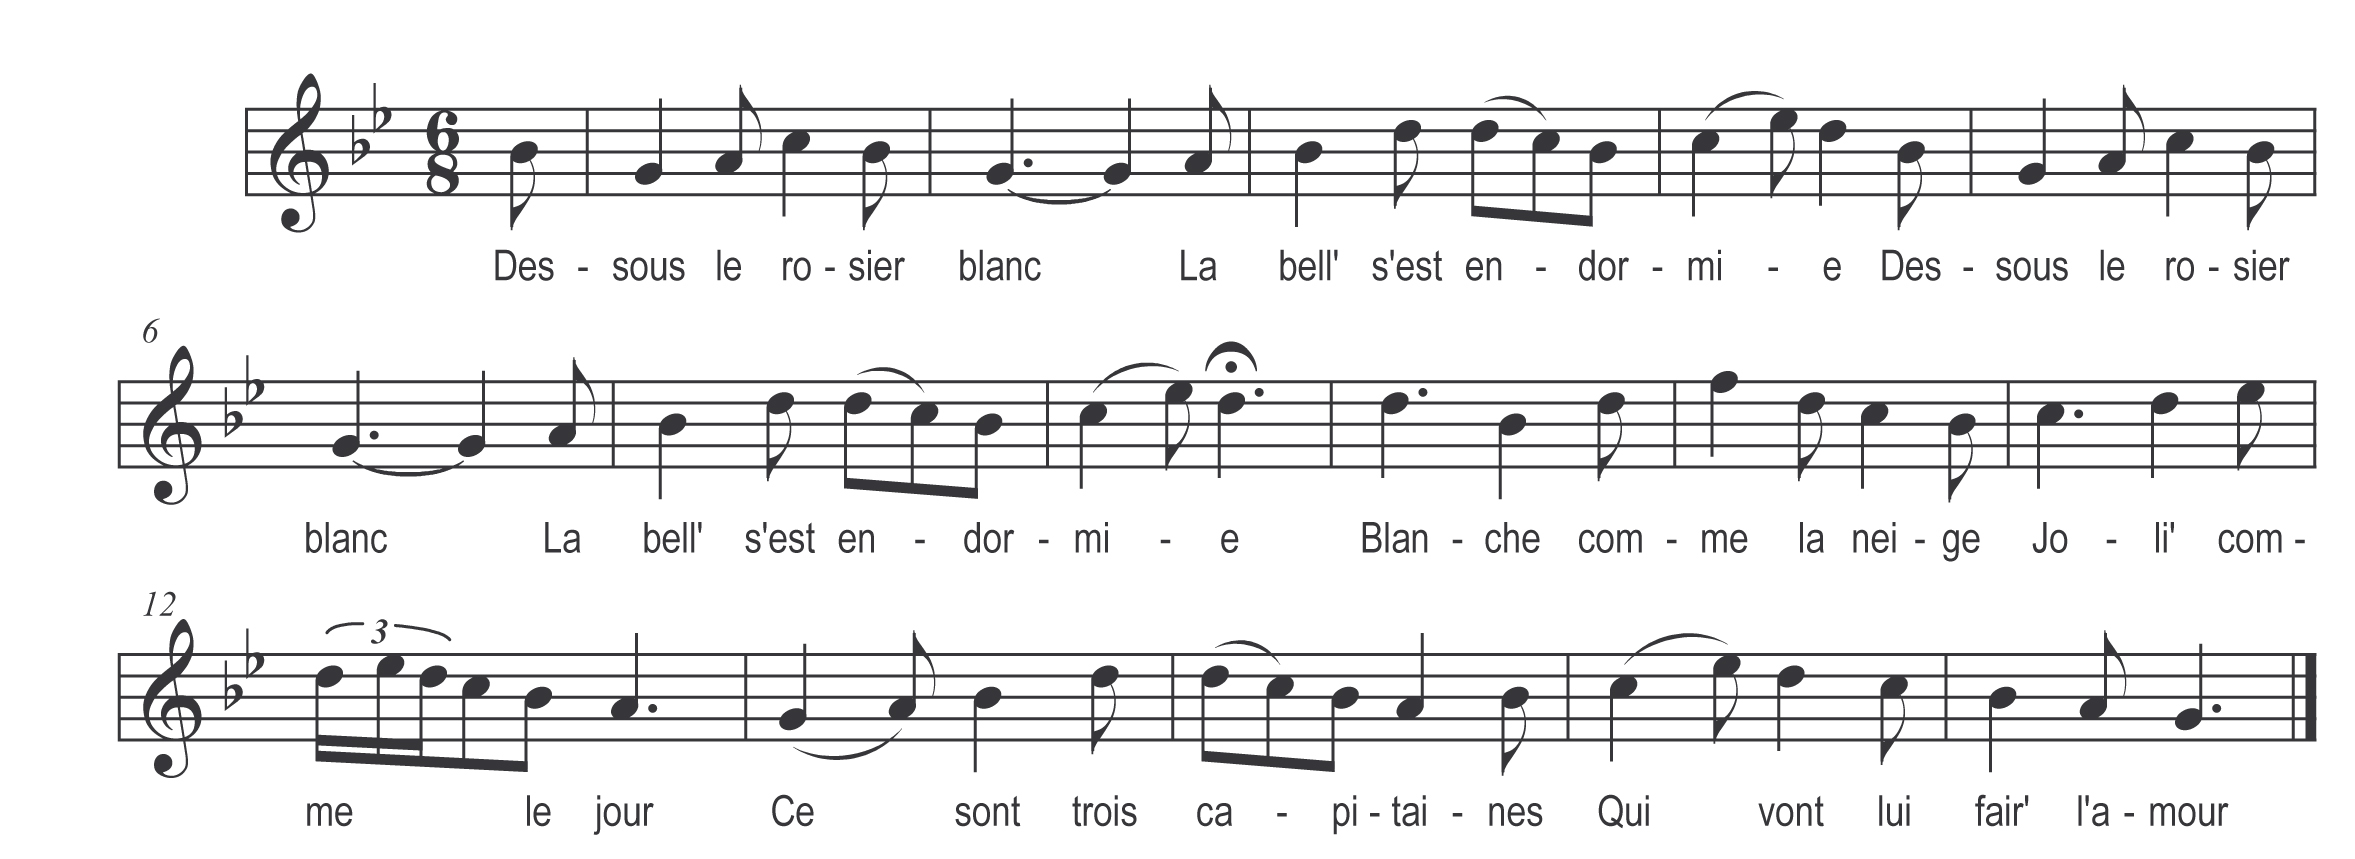 6
8
Des - sous le ro - sier blanc La bell' s'est en - dor - mi - e Des - sous le ro - sier
6
blanc La bell' s'est en - dor - mi - e Blan - che com - me la nei - ge Jo - li' com -
12
3
me le jour Ce sont trois ca - pi - tai - nes Qui vont lui fair' l'a - mour